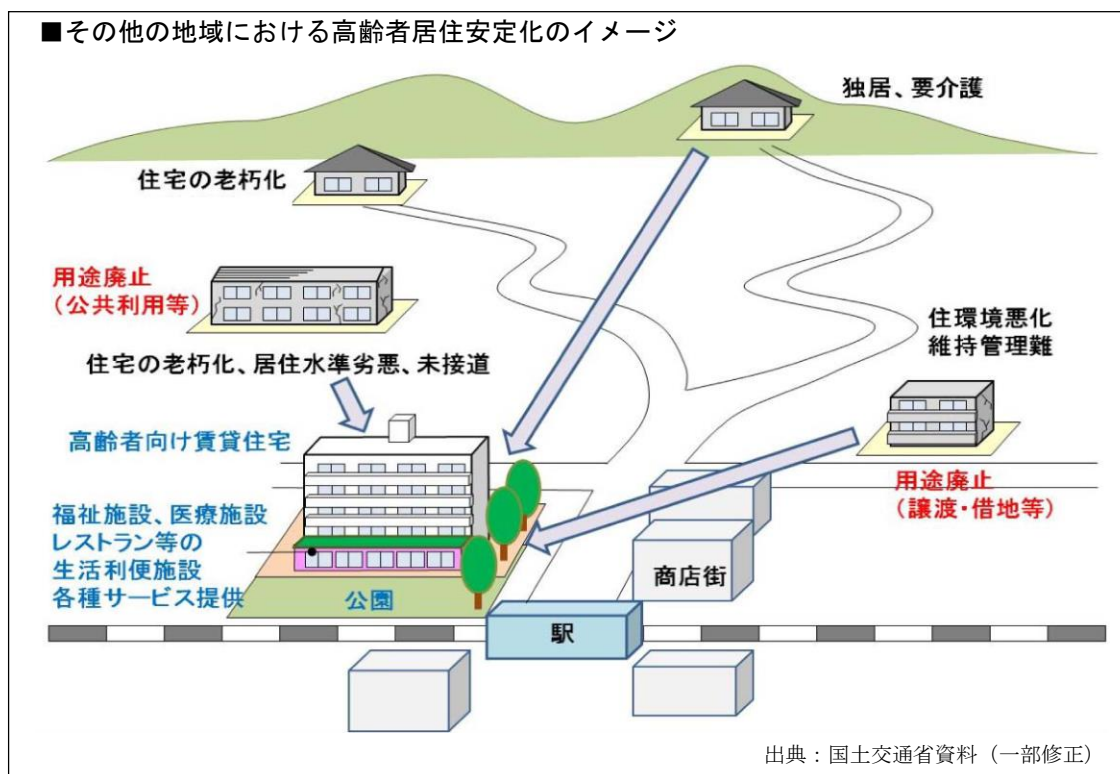 ■その他の地域における高齢者居住安定化のイメージ
独居、要介護
住宅の老朽化
用途廃止
（公共利用等）
住宅の老朽化、居住水準劣悪、未接道
住環境悪化
維持管理難
高齢者向け賃貸住宅
用途廃止
（譲渡・借地等）
福祉施設、医療施設
レストラン等の
生活利便施設
各種サービス提供
公園
商店街
駅
出典：国土交通省資料（一部修正）